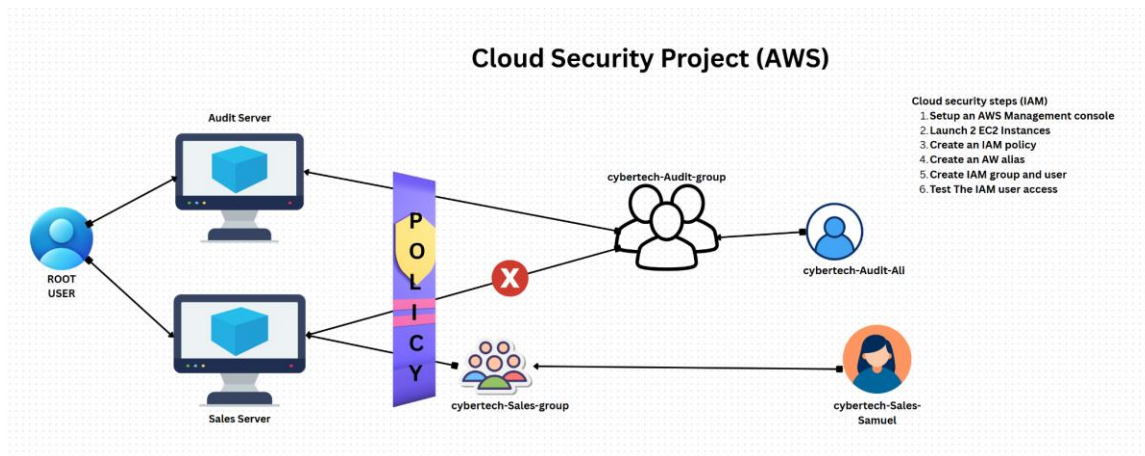 Cloud Security Project (AWS)
Cloud security steps (IAM)
1. Setup an AWS Management console
2. Launch 2 EC2 Instances
3. Create an IAM policy
4. Create an AW alias
5. Create IAM group and user
6. Test The IAM user access
Audit Server
cybertech-Audit-group
P
O
L
I
C
Y
X
ROOT
USER
cybertech-Audit-Ali
cybertech-Sales-group
cybertech-Sales-
Samuel
Sales Server